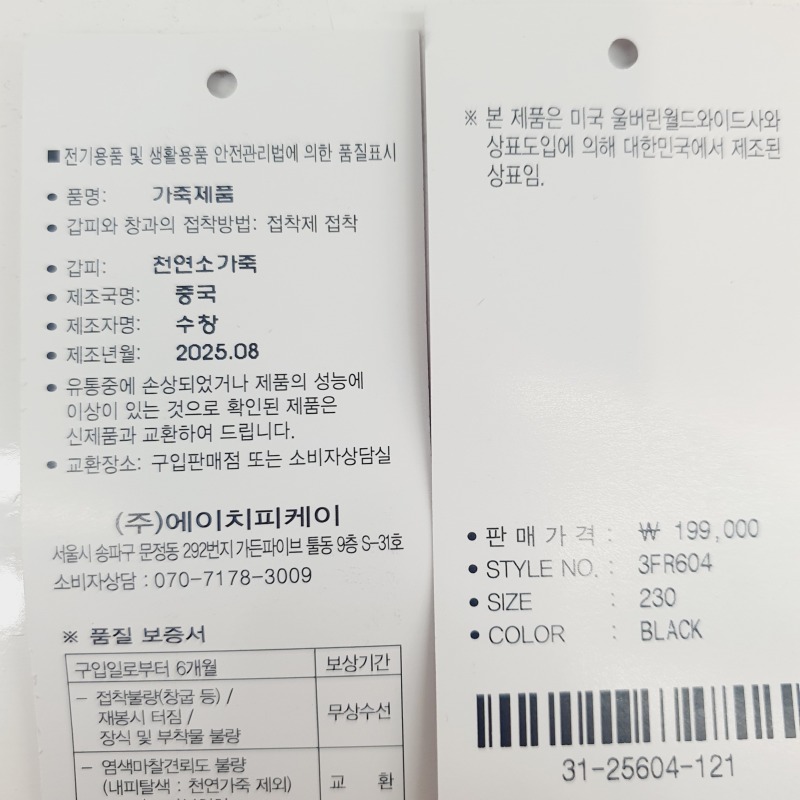 ■ 전기용품 및 생활용품 안전관리법에 의한 품질표시
• 품명: 가죽제품
• 갑피와 창과의 접착방법: 접착제 접착
• 갑피: 천연소가죽
• 제조국명: 중국
• 제조자명: 수창
• 제조년월: 2025.08
• 유통중에 손상되었거나 제품의 성능에
이상이 있는 것으로 확인된 제품은
신제품과 교환하여 드립니다.
• 교환장소: 구입판매점 또는 소비자상담실
(주)에이치피케이
서울시 송파구 문정동 292번지 가든파이브 툴동 9층 S-31호
소비자상담 : 070-7178-3009
※ 품질 보증서
구입일로부터 6개월 보상기간
- 접착불량(창굽 등) /
재봉시 터짐 /
장식 및 부착물 불량
무상수선
- 염색마찰견뢰도 불량
(내피탈색 : 천연가죽 제외)
교 환
※ 본 제품은 미국 울버린월드와이드사와
상표도입에 의해 대한민국에서 제조된
상표임.
• 판매가격 : ₩ 199,000
• STYLE NO. : 3FR604
• SIZE : 230
• COLOR : BLACK
31-25604-121